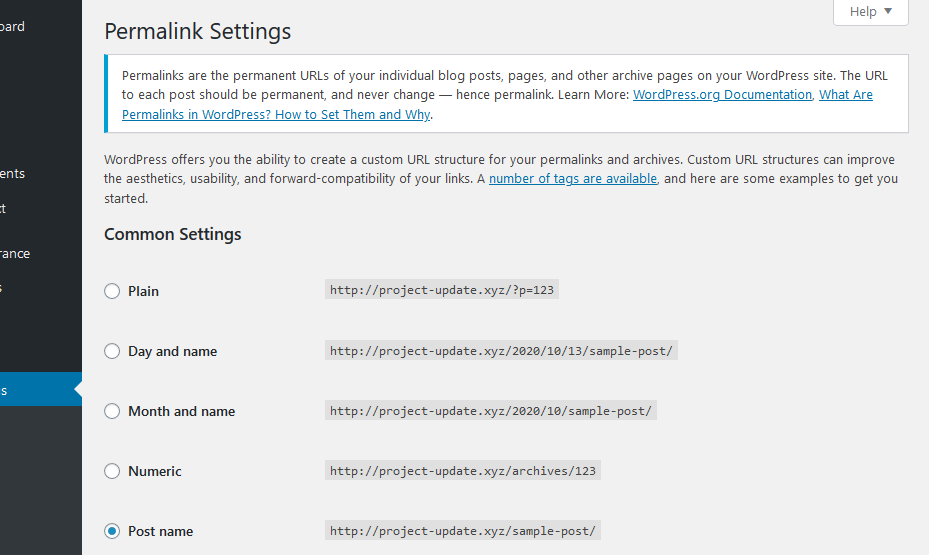 Help
oard
Permalink Settings
Permalinks are the permanent URLs of your individual blog posts, pages, and other archive pages on your WordPress site. The URL
to each post should be permanent, and never change — hence permalink. Learn More: WordPress.org Documentation, What Are
Permalinks in WordPress? How to Set Them and Why.
WordPress offers you the ability to create a custom URL structure for your permalinks and archives. Custom URL structures can improve
ents
the aesthetics, usability, and forward-compatibility of your links. A number of tags are available, and here are some examples to get you
started.
xt
Common Settings
rance
s
Plain http://project-update.xyz/?p=123
Day and name http://project-update.xyz/2020/10/13/sample-post/
s
Month and name http://project-update.xyz/2020/10/sample-post/
Numeric http://project-update.xyz/archives/123
Post name http://project-update.xyz/sample-post/